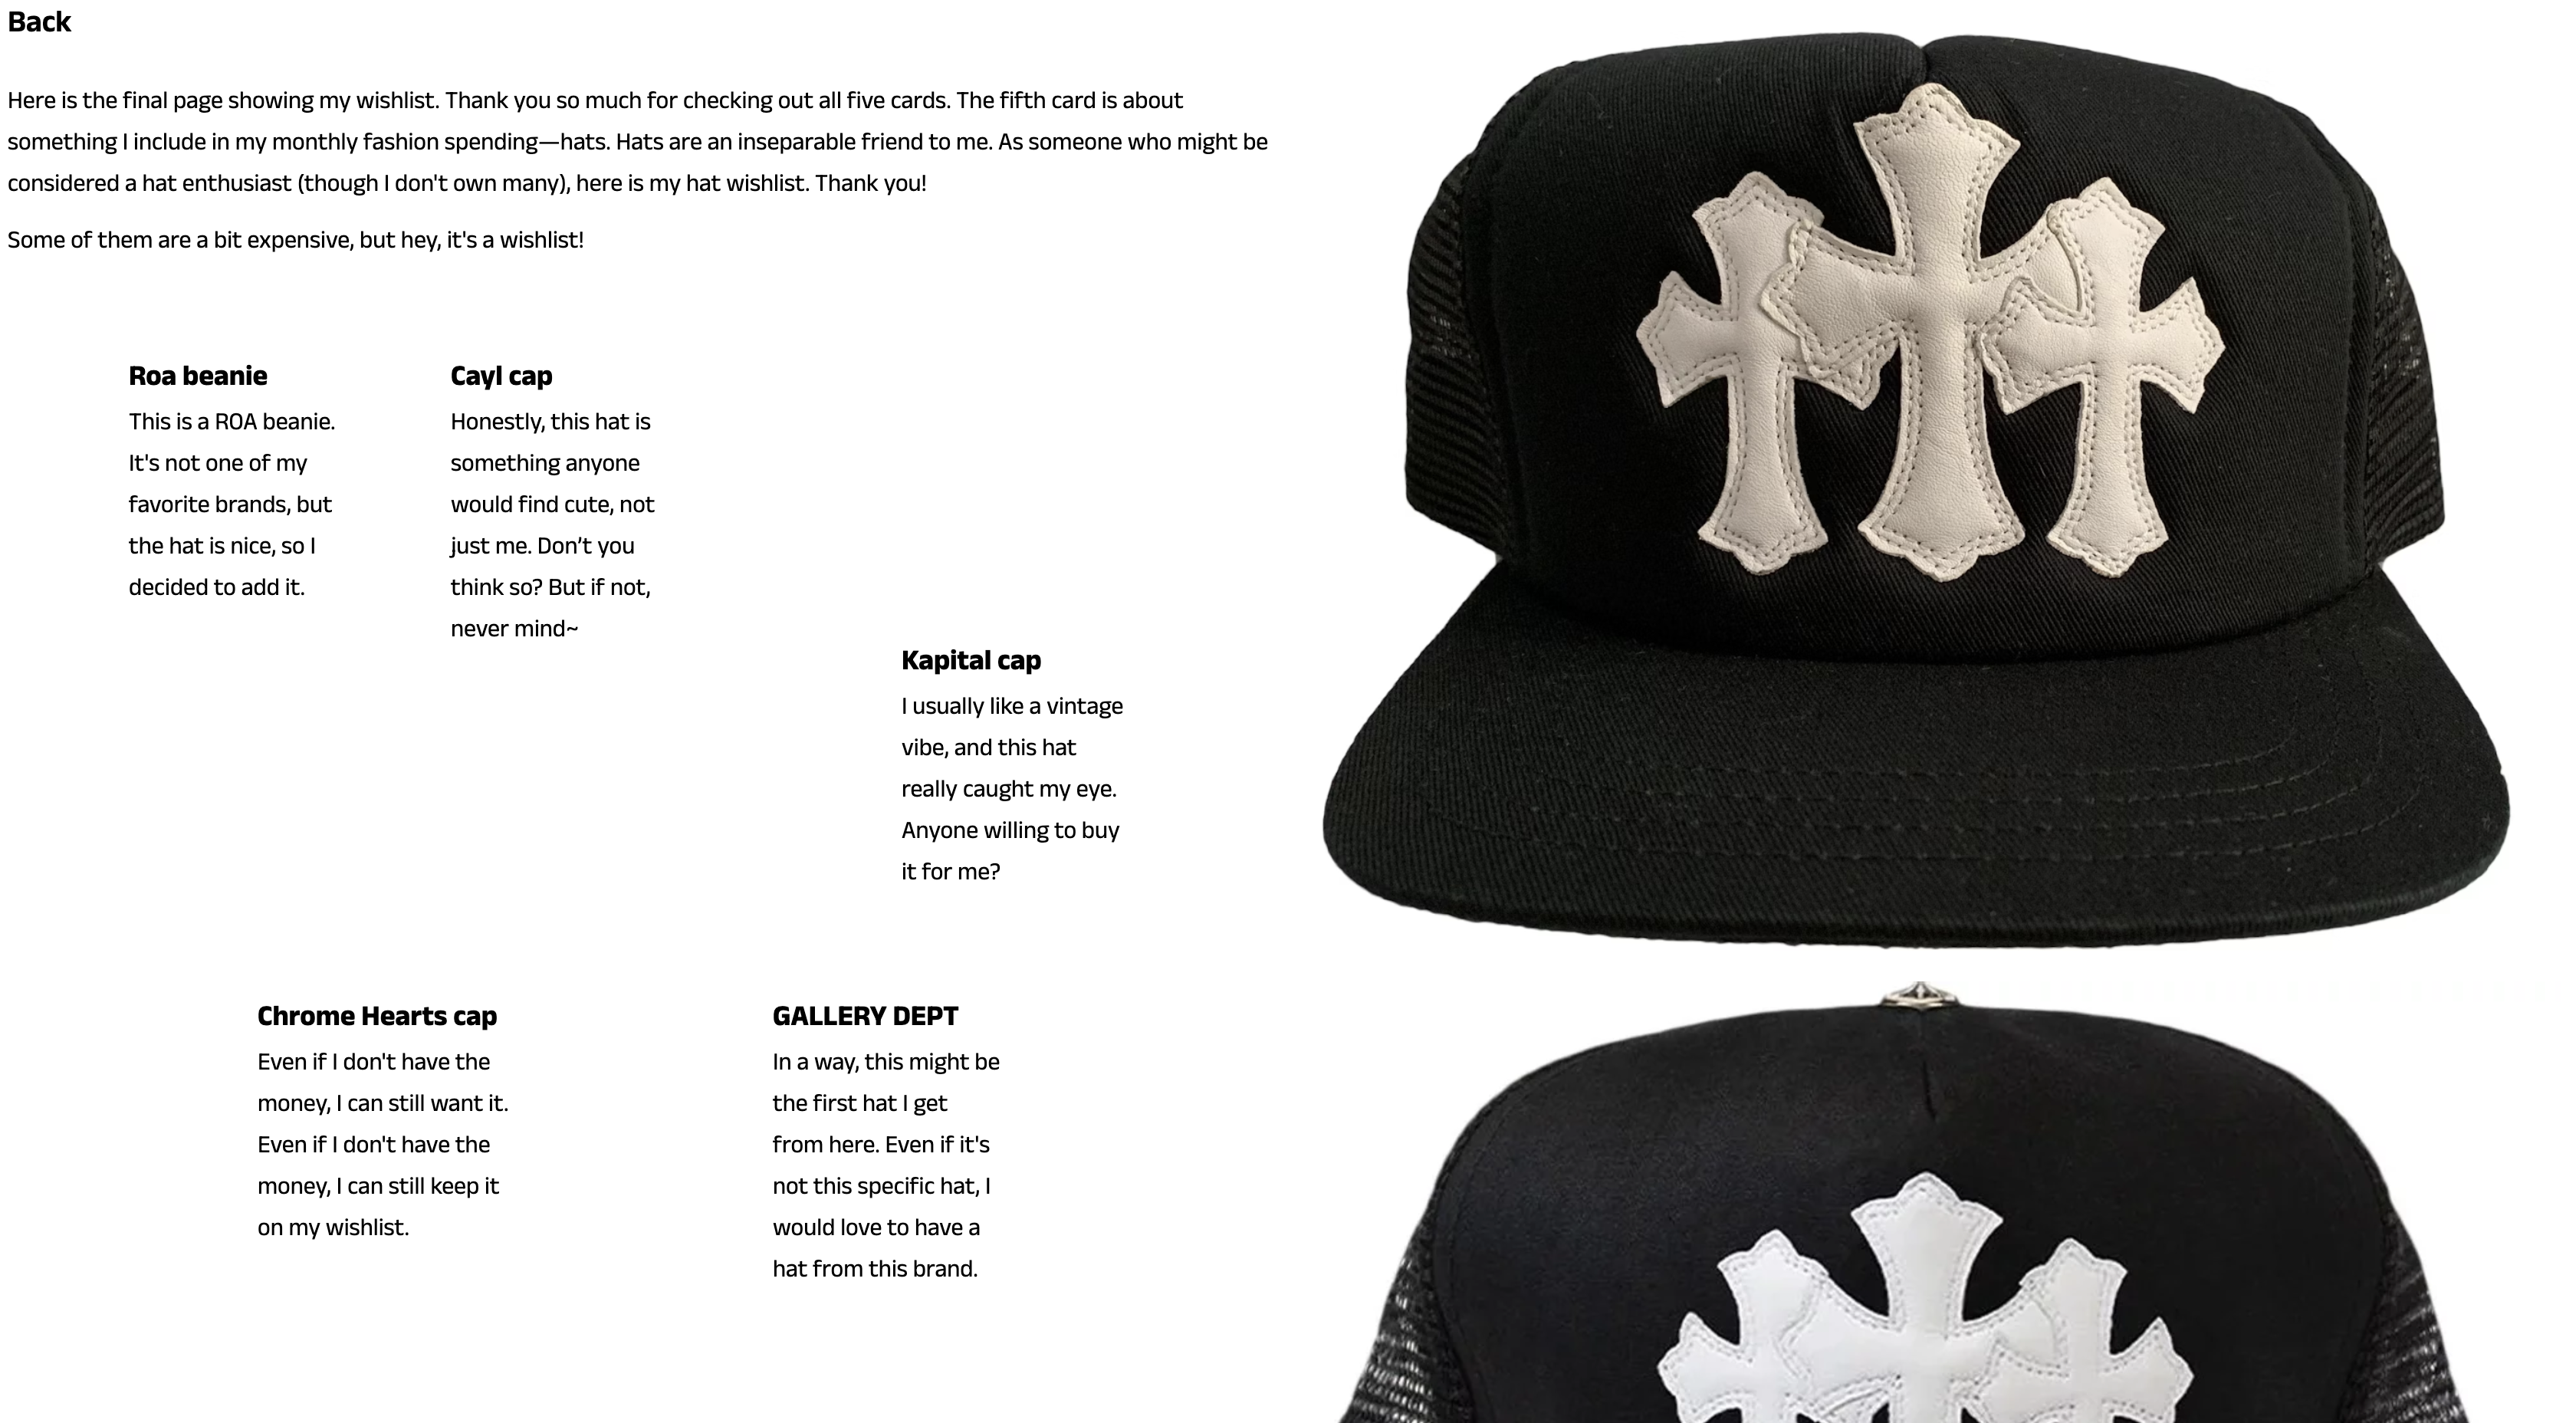 Back
Here is the final page showing my wishlist. Thank you so much for checking out all five cards. The fifth card is about
something I include in my monthly fashion spending—hats. Hats are an inseparable friend to me. As someone who might be
considered a hat enthusiast (though I don't own many), here is my hat wishlist. Thank you!
Some of them are a bit expensive, but hey, it's a wishlist!
Roa beanie
This is a ROA beanie.
It's not one of my
favorite brands, but
the hat is nice, so I
decided to add it.
Cayl cap
Honestly, this hat is
something anyone
would find cute, not
just me. Don’t you
think so? But if not,
never mind~
Kapital cap
I usually like a vintage
vibe, and this hat
really caught my eye.
Anyone willing to buy
it for me?
Chrome Hearts cap
Even if I don't have the
money, I can still want it.
Even if I don't have the
money, I can still keep it
on my wishlist.
GALLERY DEPT
In a way, this might be
the first hat I get
from here. Even if it's
not this specific hat, I
would love to have a
hat from this brand.